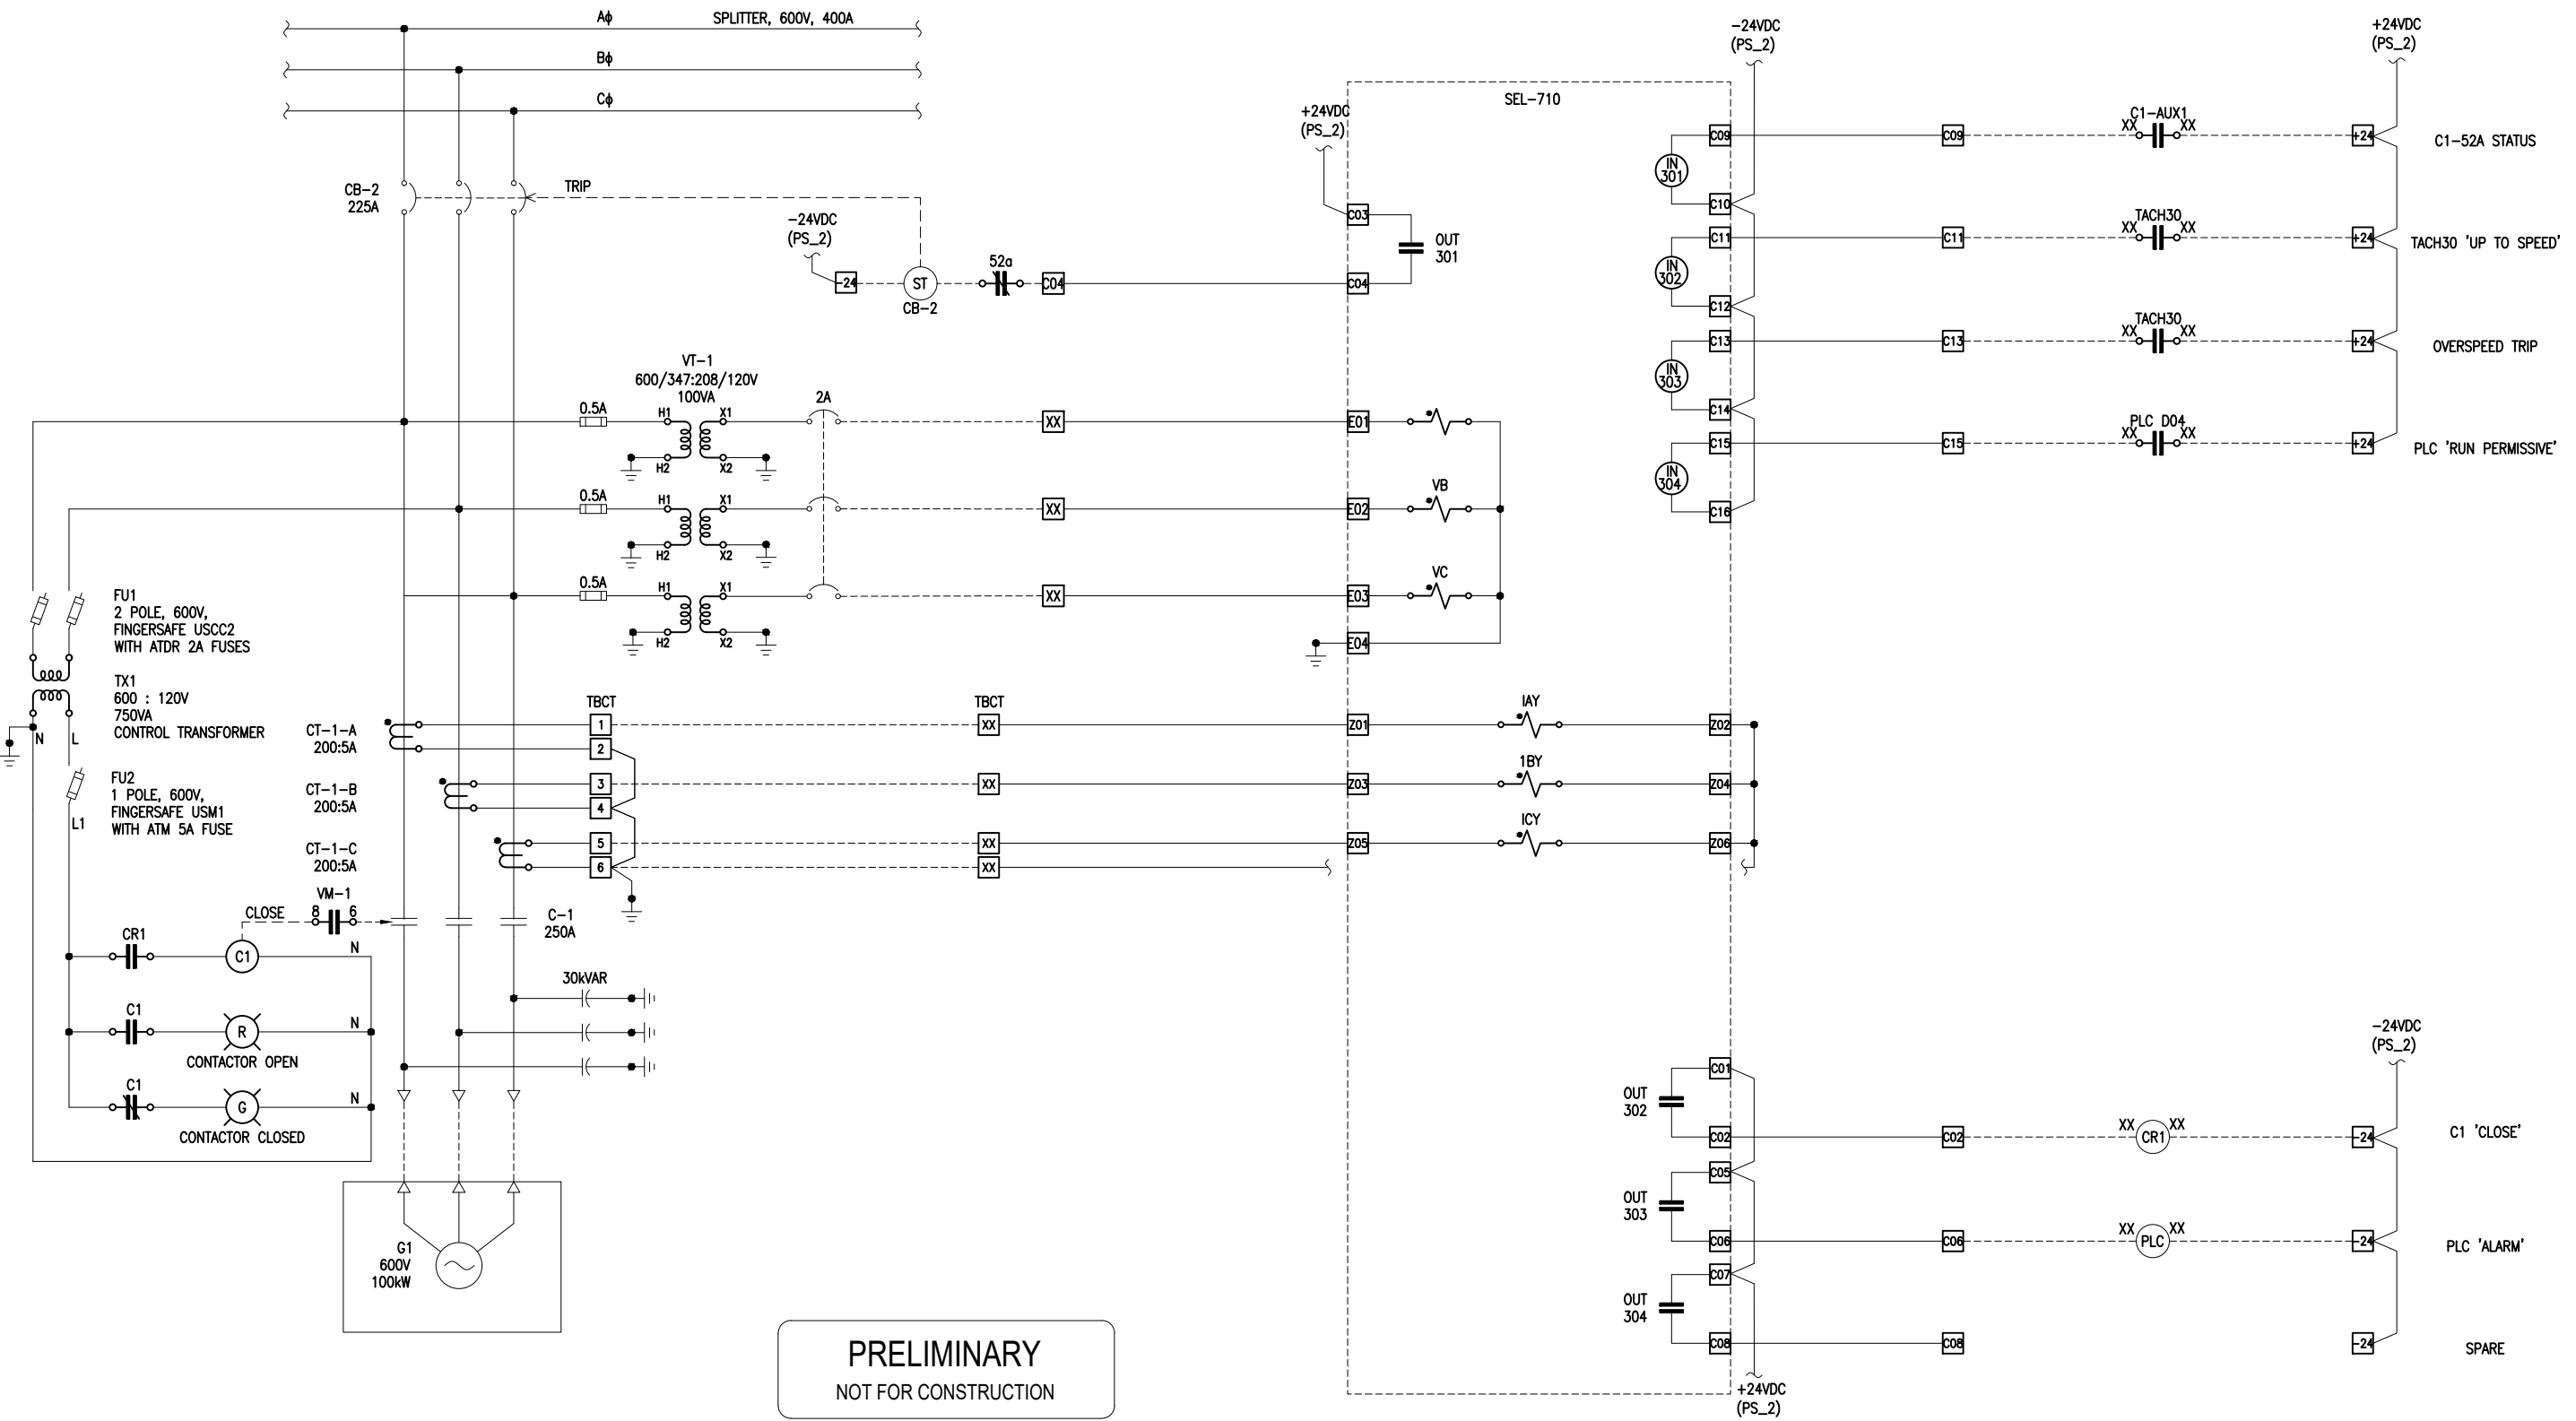 Aϕ
SPLITTER, 600V, 400A
Bϕ
Cϕ
CB-2
225A
TRIP
-24VDC
(PS_2)
-24
ST
CB-2
52a
C04
+24VDC
(PS_2)
SEL-710
C03
C04
OUT
301
VT-1
600/347:208/120V
100VA
2A
0.5A
H1
X1
H2
X2
XX
E01
0.5A
H1
X1
H2
X2
XX
E02
VB
0.5A
H1
X1
H2
X2
XX
E03
VC
E04
FU1
2 POLE, 600V,
FINGERSAFE USCC2
WITH ATDR 2A FUSES
TX1
600 : 120V
750VA
CONTROL TRANSFORMER
N
L
FU2
1 POLE, 600V,
FINGERSAFE USM1
WITH ATM 5A FUSE
L1
CT-1-A
200:5A
CT-1-B
200:5A
CT-1-C
200:5A
TBCT
1
2
3
4
5
6
TBCT
XX
XX
XX
XX
Z01
IAY
Z02
Z03
1BY
Z04
Z05
ICY
Z06
VM-1
CLOSE
8
6
C-1
250A
CR1
C1
N
C1
R
N
CONTACTOR OPEN
C1
G
N
CONTACTOR CLOSED
30kVAR
G1
600V
100kW
PRELIMINARY
NOT FOR CONSTRUCTION
-24VDC
(PS_2)
+24VDC
(PS_2)
C09
IN
301
C10
C09
C1-AUX1
XX
XX
+24
C1-52A STATUS
C11
IN
302
C12
C11
TACH30
XX
XX
+24
TACH30 'UP TO SPEED'
C13
IN
303
C14
C13
TACH30
XX
XX
+24
OVERSPEED TRIP
C15
IN
304
C16
C15
PLC D04
XX
XX
+24
PLC 'RUN PERMISSIVE'
-24VDC
(PS_2)
C01
OUT
302
C02
C02
XX
CR1
XX
-24
C1 'CLOSE'
C05
OUT
303
C06
C06
XX
PLC
XX
-24
PLC 'ALARM'
C07
OUT
304
C08
C08
-24
SPARE
+24VDC
(PS_2)